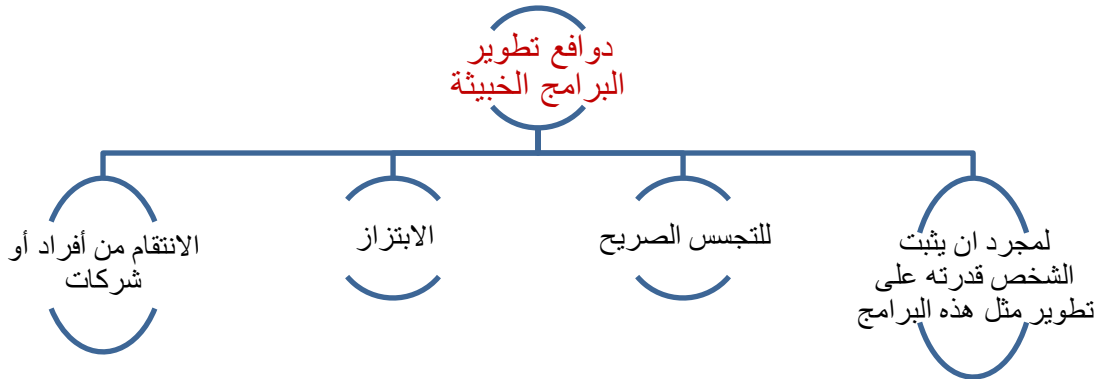 دوافع تطوير
البرامج الخبيثة
لمجرد ان يثبت
الشخص قدرته على
تطوير مثل هذه البرامج
للتجسس الصريح
الابتزاز
الانتقام من أفراد أو
شركات